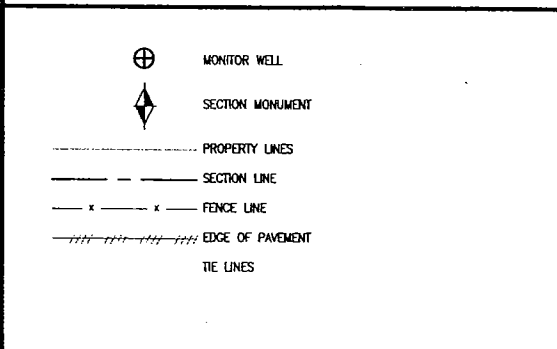 MONITOR WELL
SECTION MONUMENT
PROPERTY LINES
SECTION LINE
x x FENCE LINE
EDGE OF PAVEMENT
TIE LINES